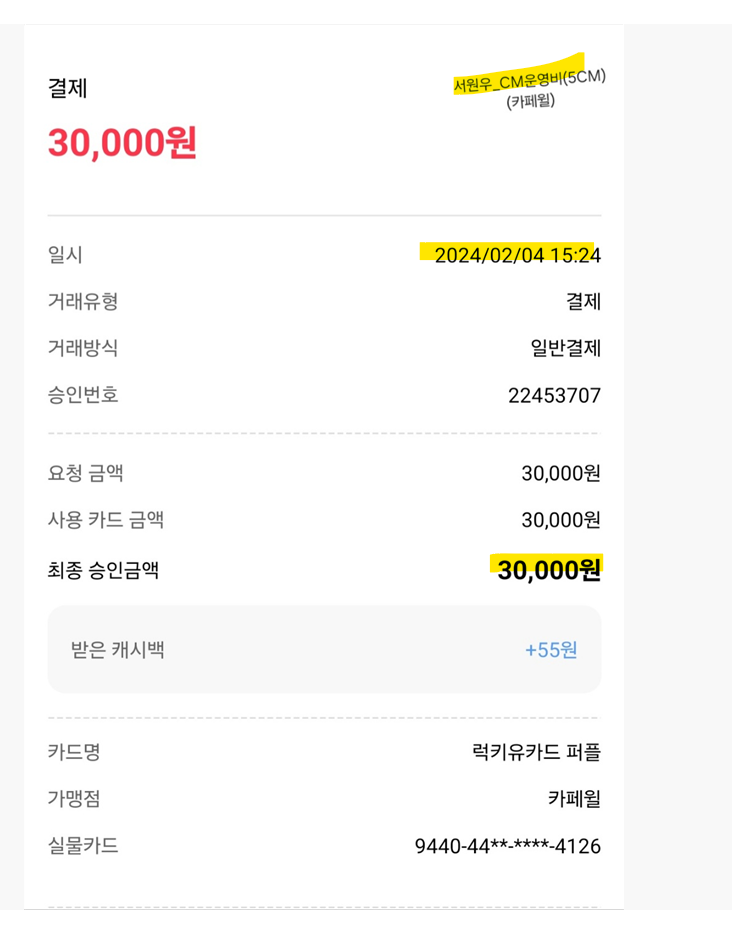 결제
서원우_CM운영비(5CM)
(카페윌)
30,000원
일시 2024/02/04 15:24
거래유형 결제
거래방식 일반결제
승인번호 22453707
요청 금액 30,000원
사용 카드 금액 30,000원
최종 승인금액 30,000원
받은 캐시백 +55원
카드명 럭키유카드 퍼플
가맹점 카페윌
실물카드 9440-44**-****-4126